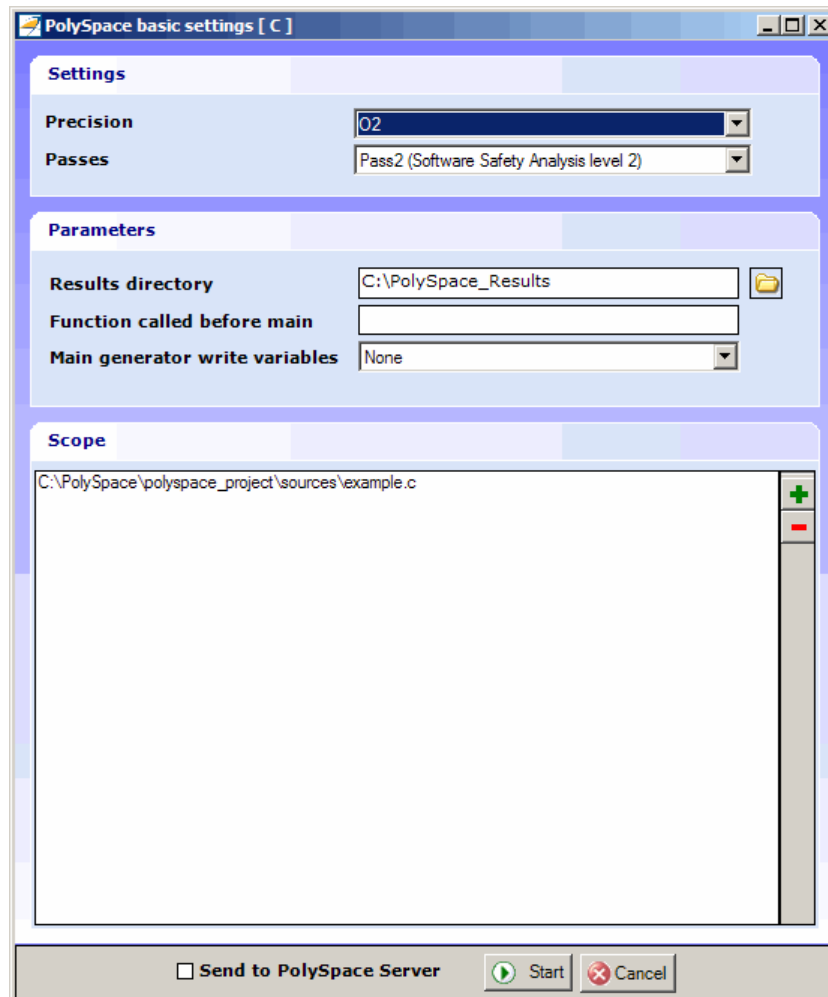 PolySpace basic settings [ C ]
Settings
Precision
O2
Passes
Pass2 (Software Safety Analysis level 2)
Parameters
Results directory
C:\PolySpace_Results
Function called before main
Main generator write variables
None
Scope
C:\PolySpace\polyspace_project\sources\example.c
Send to PolySpace Server
Start
Cancel